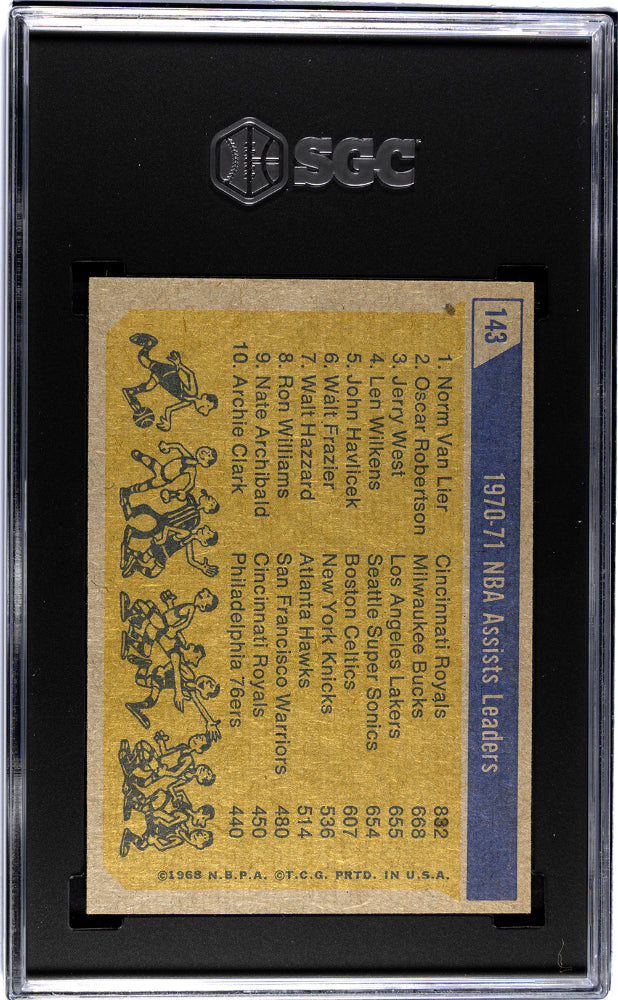 SGC
143
1970-71 NBA Assists Leaders
1. Norm Van Lier Cincinnati Royals 832
2. Oscar Robertson Milwaukee Bucks 668
3. Jerry West Los Angeles Lakers 655
4. Len Wilkens Seattle Super Sonics 654
5. John Havlicek Boston Celtics 607
6. Walt Frazier New York Knicks 536
7. Walt Hazzard Atlanta Hawks 514
8. Ron Williams San Francisco Warriors 480
9. Nate Archibald Cincinnati Royals 450
10. Archie Clark Philadelphia 76ers 440
©1968 N.B.P.A. ©T.C.G. PRTD. IN U.S.A.